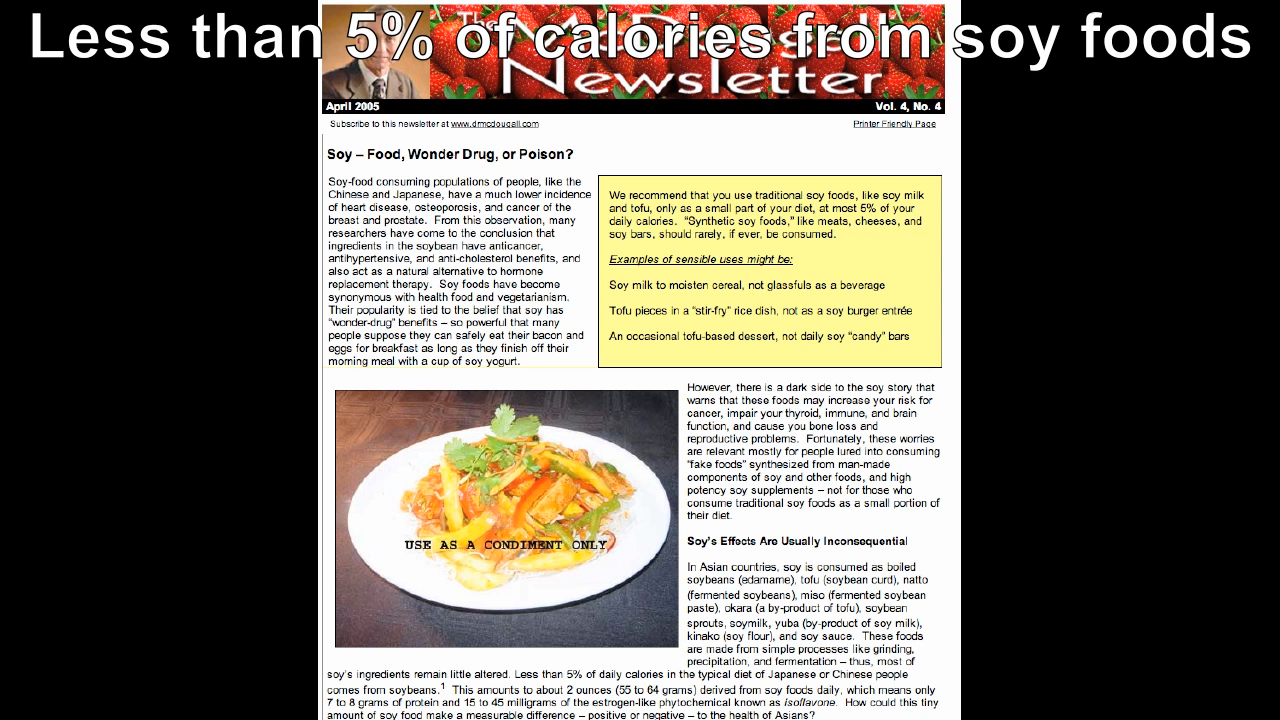 Less than 5% of calories from soy foods
The
Newsletter
April 2005
Vol. 4, No. 4
Subscribe to this newsletter at www.drmcdougall.com
Printer Friendly Page
Soy – Food, Wonder Drug, or Poison?
Soy-food consuming populations of people, like the
Chinese and Japanese, have a much lower incidence
of heart disease, osteoporosis, and cancer of the
breast and prostate. From this observation, many
researchers have come to the conclusion that
ingredients in the soybean have anticancer,
antihypertensive, and anti-cholesterol benefits, and
also act as a natural alternative to hormone
replacement therapy. Soy foods have become
synonymous with health food and vegetarianism.
Their popularity is tied to the belief that soy has
“wonder-drug” benefits – so powerful that many
people suppose they can safely eat their bacon and
eggs for breakfast as long as they finish off their
morning meal with a cup of soy yogurt.
We recommend that you use traditional soy foods, like soy milk
and tofu, only as a small part of your diet, at most 5% of your
daily calories. “Synthetic soy foods,” like meats, cheeses, and
soy bars, should rarely, if ever, be consumed.
Examples of sensible uses might be:
Soy milk to moisten cereal, not glassfuls as a beverage
Tofu pieces in a “stir-fry” rice dish, not as a soy burger entrée
An occasional tofu-based dessert, not daily soy “candy” bars
USE AS A CONDIMENT ONLY
However, there is a dark side to the soy story that
warns that these foods may increase your risk for
cancer, impair your thyroid, immune, and brain
function, and cause you bone loss and
reproductive problems. Fortunately, these worries
are relevant mostly for people lured into consuming
“fake foods” synthesized from man-made
components of soy and other foods, and high
potency soy supplements – not for those who
consume traditional soy foods as a small portion of
their diet.
Soy’s Effects Are Usually Inconsequential
In Asian countries, soy is consumed as boiled
soybeans (edamame), tofu (soybean curd), natto
(fermented soybeans), miso (fermented soybean
paste), okara (a by-product of tofu), soybean
sprouts, soymilk, yuba (by-product of soy milk),
kinako (soy flour), and soy sauce. These foods
are made from simple processes like grinding,
precipitation, and fermentation – thus, most of
soy’s ingredients remain little altered. Less than 5% of daily calories in the typical diet of Japanese or Chinese people
comes from soybeans.1 This amounts to about 2 ounces (55 to 64 grams) derived from soy foods daily, which means only
7 to 8 grams of protein and 15 to 45 milligrams of the estrogen-like phytochemical known as isoflavone. How could this tiny
amount of soy food make a measurable difference – positive or negative – to the health of Asians?